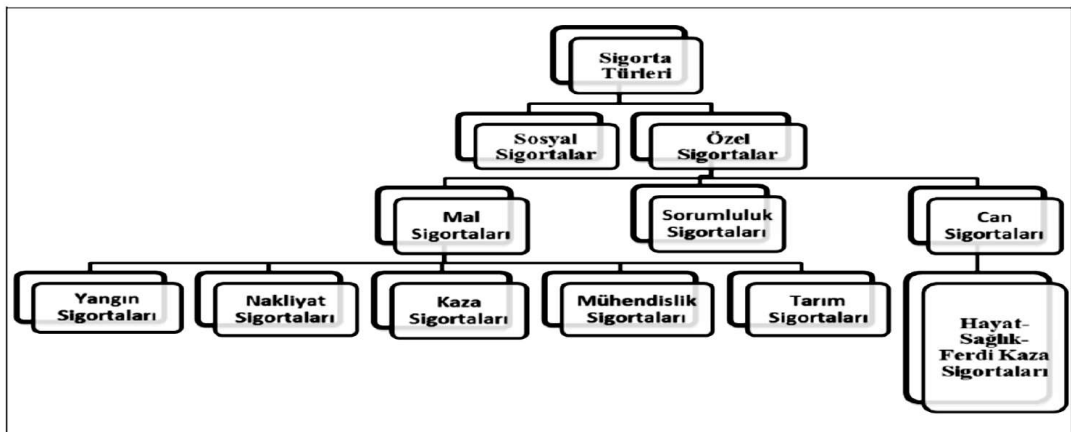 Sigorta
Türleri
Sosyal
Sigortalar
Özel
Sigortalar
Mal
Sigortaları
Sorumluluk
Sigortaları
Can
Sigortaları
Yangın
Sigortaları
Nakliyat
Sigortaları
Kaza
Sigortaları
Mühendislik
Sigortaları
Tarım
Sigortaları
Hayat-
Sağlık-
Ferdi Kaza
Sigortaları